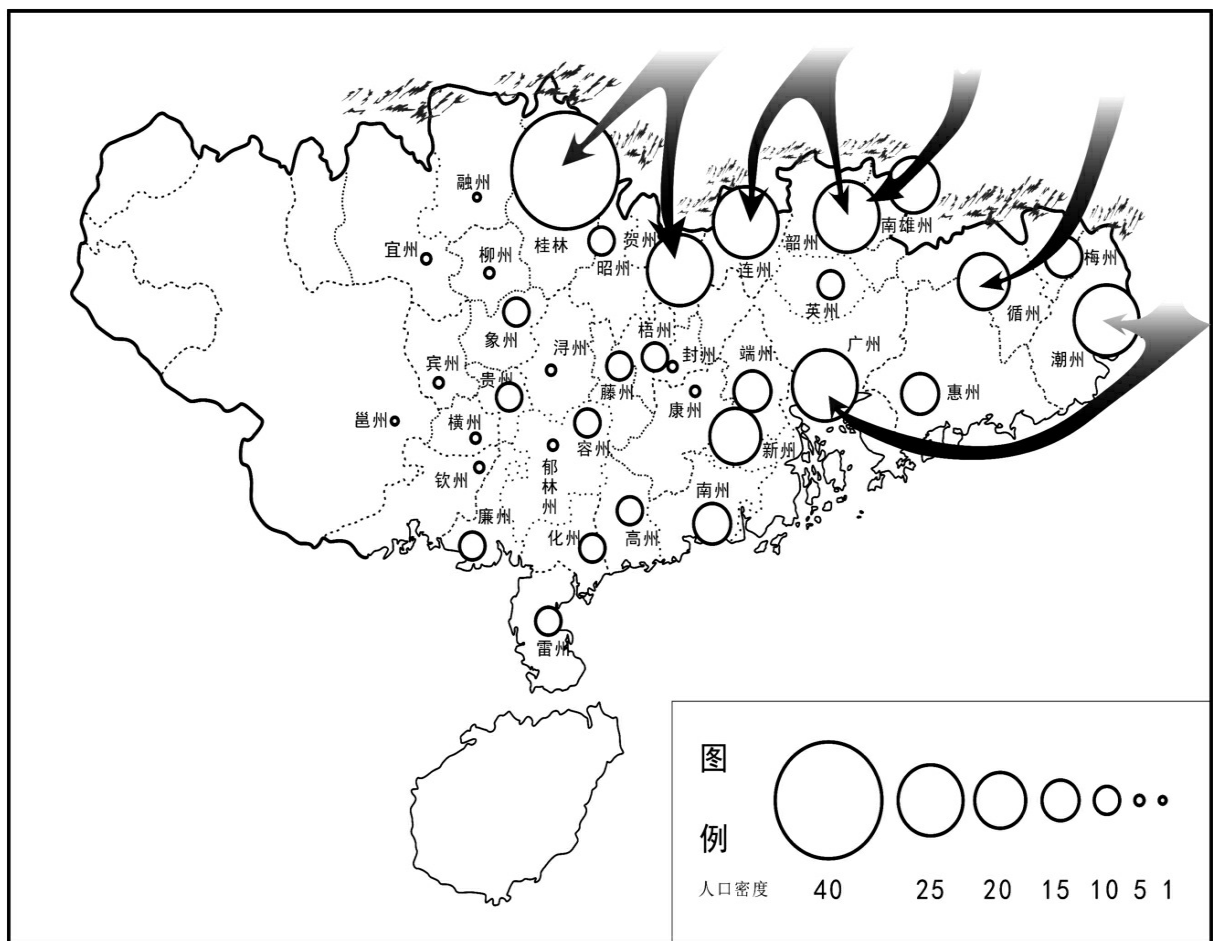 融州
宜州
柳州
桂林
昭州
贺州
连州
韶州
南雄州
梅州
循州
潮州
英州
象州
浔州
梧州
封州
端州
广州
惠州
宾州
贵州
藤州
康州
邕州
横州
容州
新州
钦州
郁林州
南州
廉州
化州
高州
雷州
图例
人口密度 40 25 20 15 10 5 1